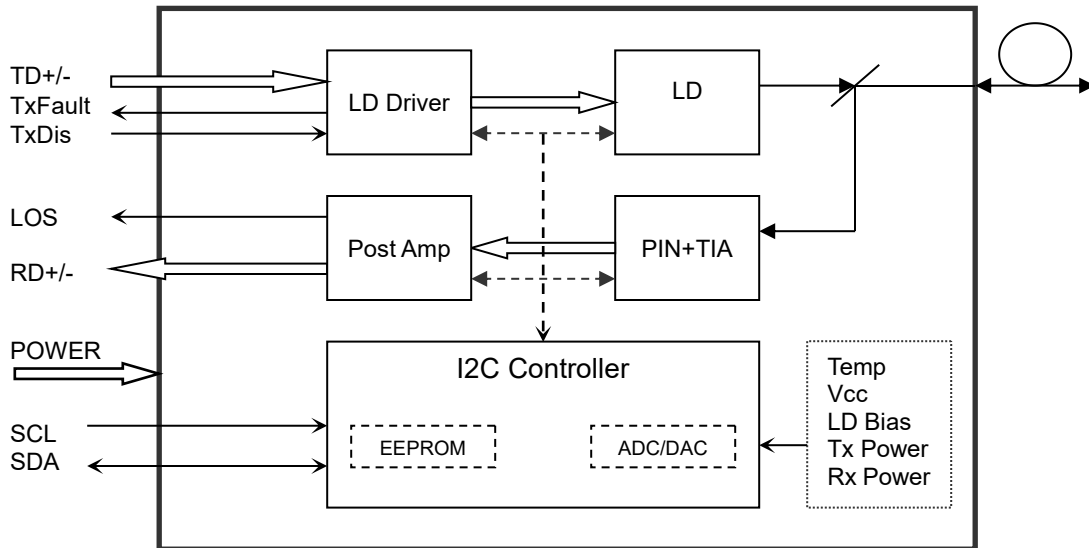 TD+/-
TxFault
TxDis
LD Driver
LD
LOS
RD+/-
Post Amp
PIN+TIA
POWER
I2C Controller
SCL
SDA
EEPROM
ADC/DAC
Temp
Vcc
LD Bias
Tx Power
Rx Power